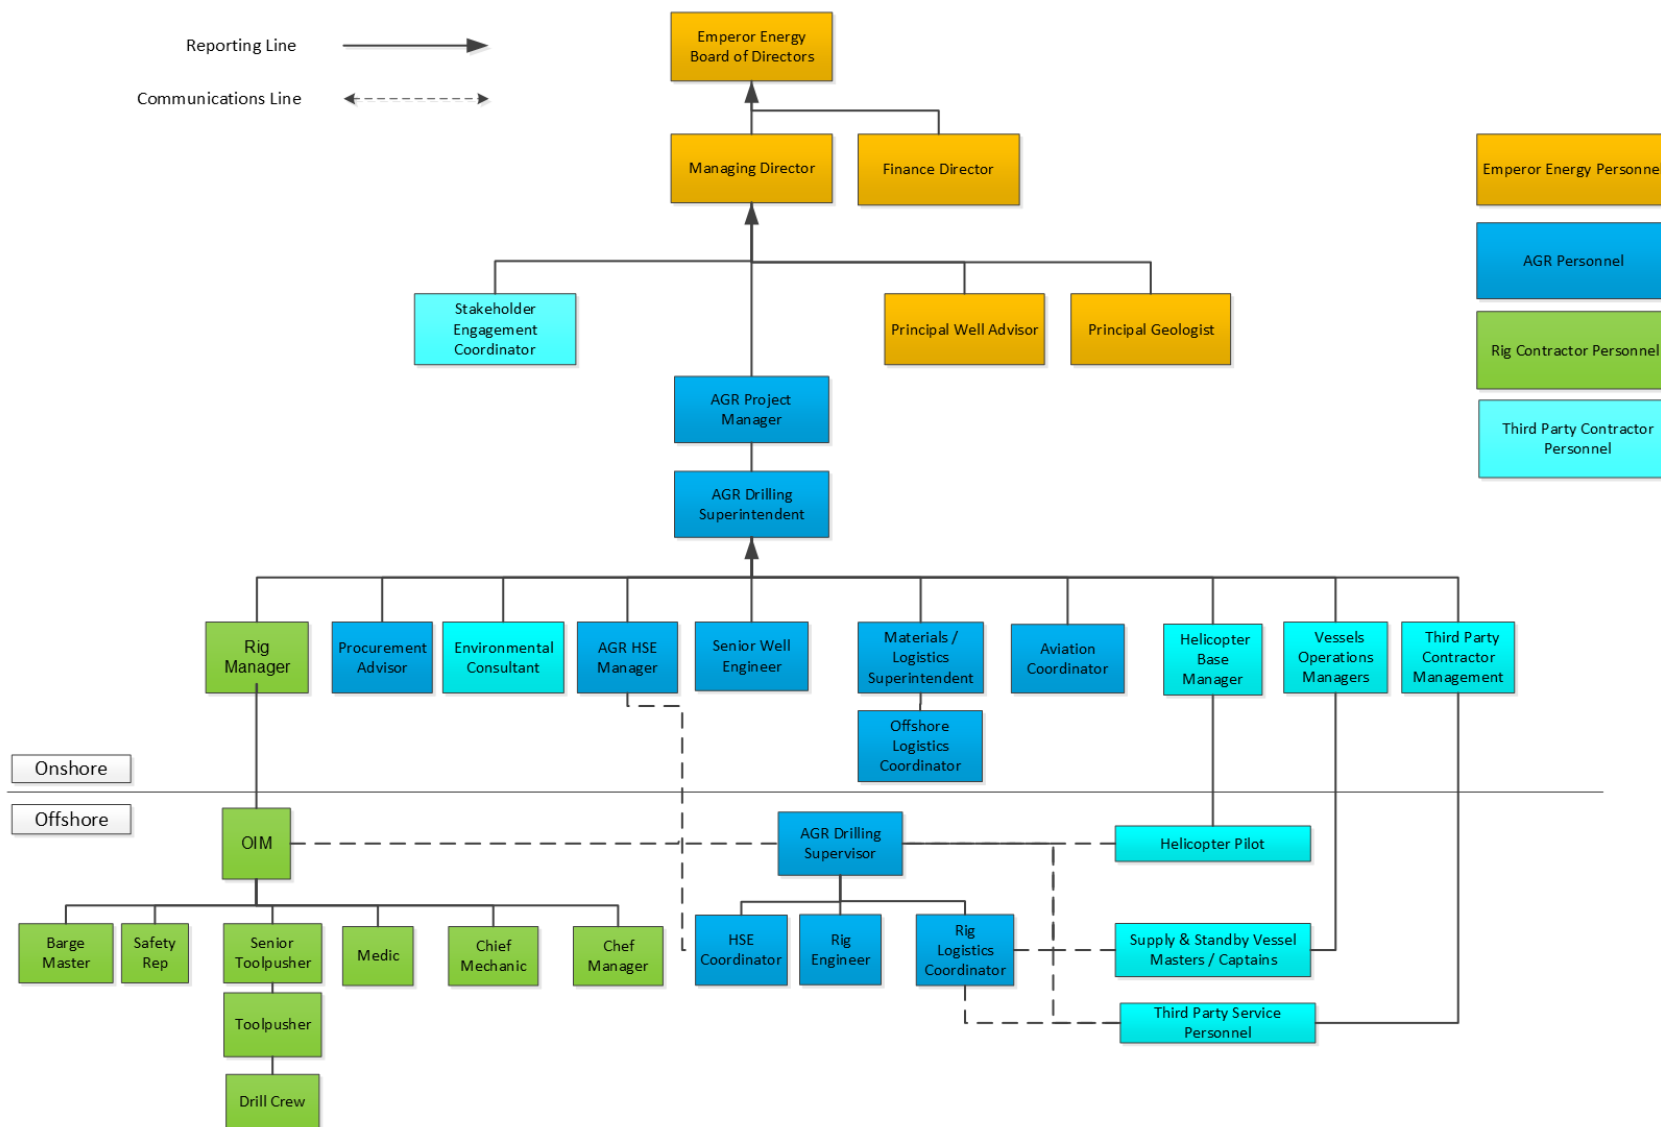 Reporting Line
Communications Line
Emperor Energy
Board of Directors
Managing Director
Finance Director
Emperor Energy Personnel
AGR Personnel
Rig Contractor Personnel
Third Party Contractor
Personnel
Stakeholder
Engagement
Coordinator
Principal Well Advisor
Principal Geologist
AGR Project
Manager
AGR Drilling
Superintendent
Rig
Manager
Procurement
Advisor
Environmental
Consultant
AGR HSE
Manager
Senior Well
Engineer
Materials /
Logistics
Superintendent
Aviation
Coordinator
Helicopter
Base
Manager
Vessels
Operations
Managers
Third Party
Contractor
Management
Offshore
Logistics
Coordinator
Onshore
Offshore
OIM
AGR Drilling
Supervisor
Helicopter Pilot
Barge
Master
Safety
Rep
Senior
Toolpusher
Medic
Chief
Mechanic
Chef
Manager
HSE
Coordinator
Rig
Engineer
Rig
Logistics
Coordinator
Supply & Standby Vessel
Masters / Captains
Toolpusher
Third Party Service
Personnel
Drill Crew